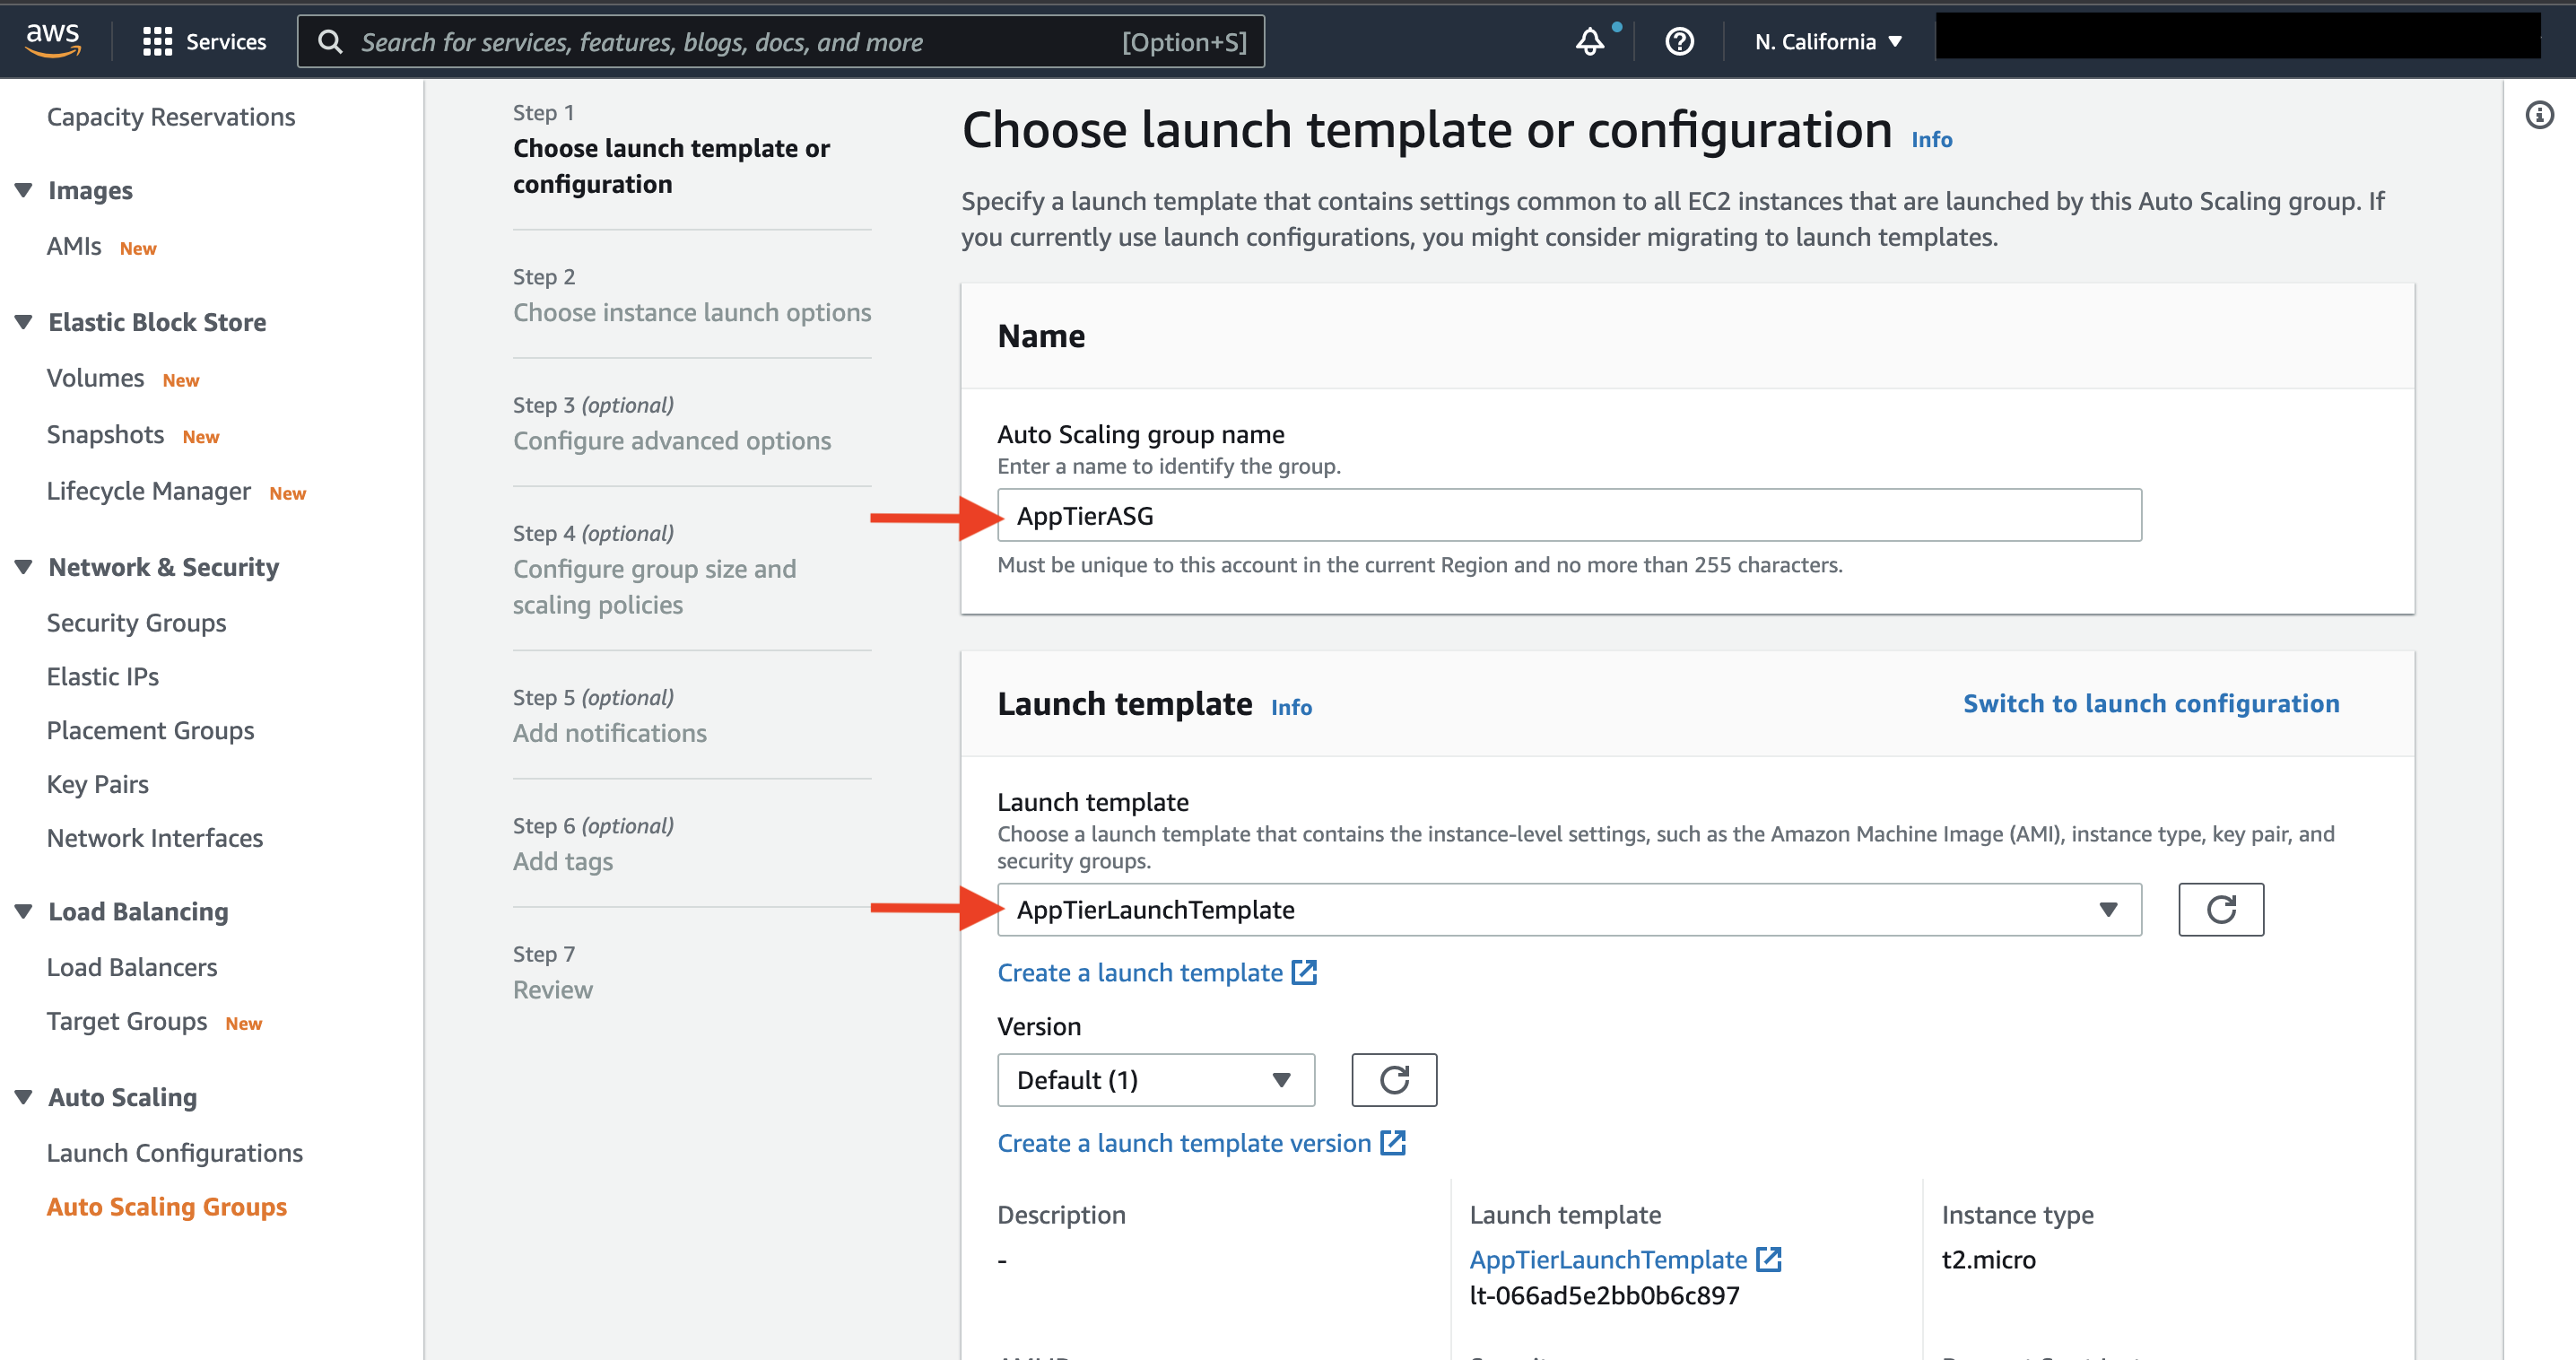 aws
Services
Search for services, features, blogs, docs, and more
[Option+S]
N. California
Capacity Reservations
Images
AMIs New
Elastic Block Store
Volumes New
Snapshots New
Lifecycle Manager New
Network & Security
Security Groups
Elastic IPs
Placement Groups
Key Pairs
Network Interfaces
Load Balancing
Load Balancers
Target Groups New
Auto Scaling
Launch Configurations
Auto Scaling Groups
Step 1
Choose launch template or
configuration
Step 2
Choose instance launch options
Step 3 (optional)
Configure advanced options
Step 4 (optional)
Configure group size and
scaling policies
Step 5 (optional)
Add notifications
Step 6 (optional)
Add tags
Step 7
Review
Choose launch template or configuration Info
Specify a launch template that contains settings common to all EC2 instances that are launched by this Auto Scaling group. If
you currently use launch configurations, you might consider migrating to launch templates.
Name
Auto Scaling group name
Enter a name to identify the group.
AppTierASG
Must be unique to this account in the current Region and no more than 255 characters.
Launch template Info
Switch to launch configuration
Launch template
Choose a launch template that contains the instance-level settings, such as the Amazon Machine Image (AMI), instance type, key pair, and
security groups.
AppTierLaunchTemplate
Create a launch template
Version
Default (1)
Create a launch template version
Description
-
Launch template
AppTierLaunchTemplate
lt-066ad5e2bb0b6c897
Instance type
t2.micro